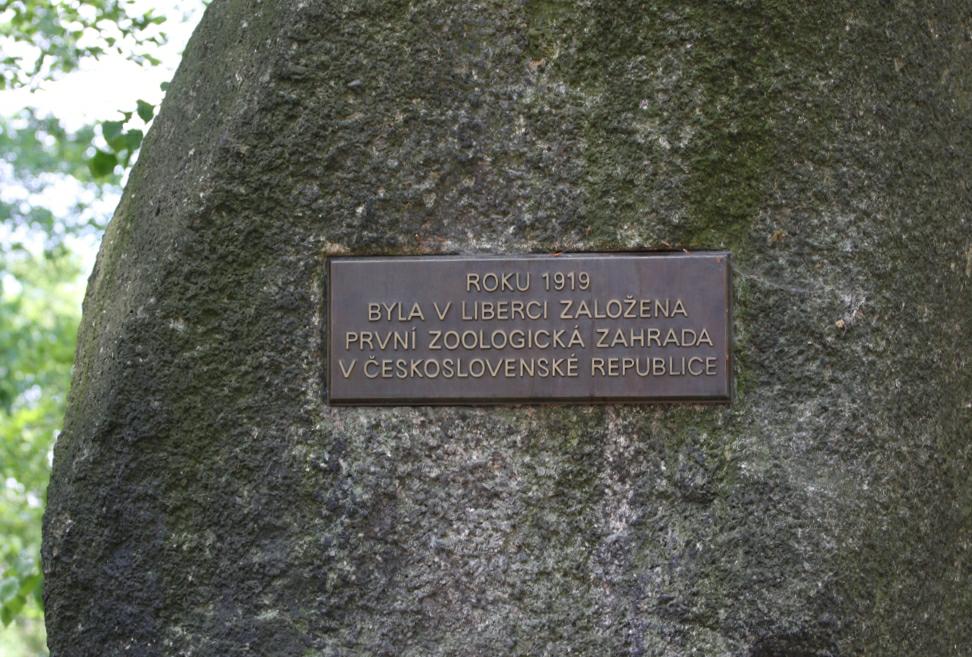 ROKU 1919
BYLA V LIBERCI ZALOŽENA
PRVNÍ ZOOLOGICKÁ ZAHRADA
V ČESKOSLOVENSKÉ REPUBLICE